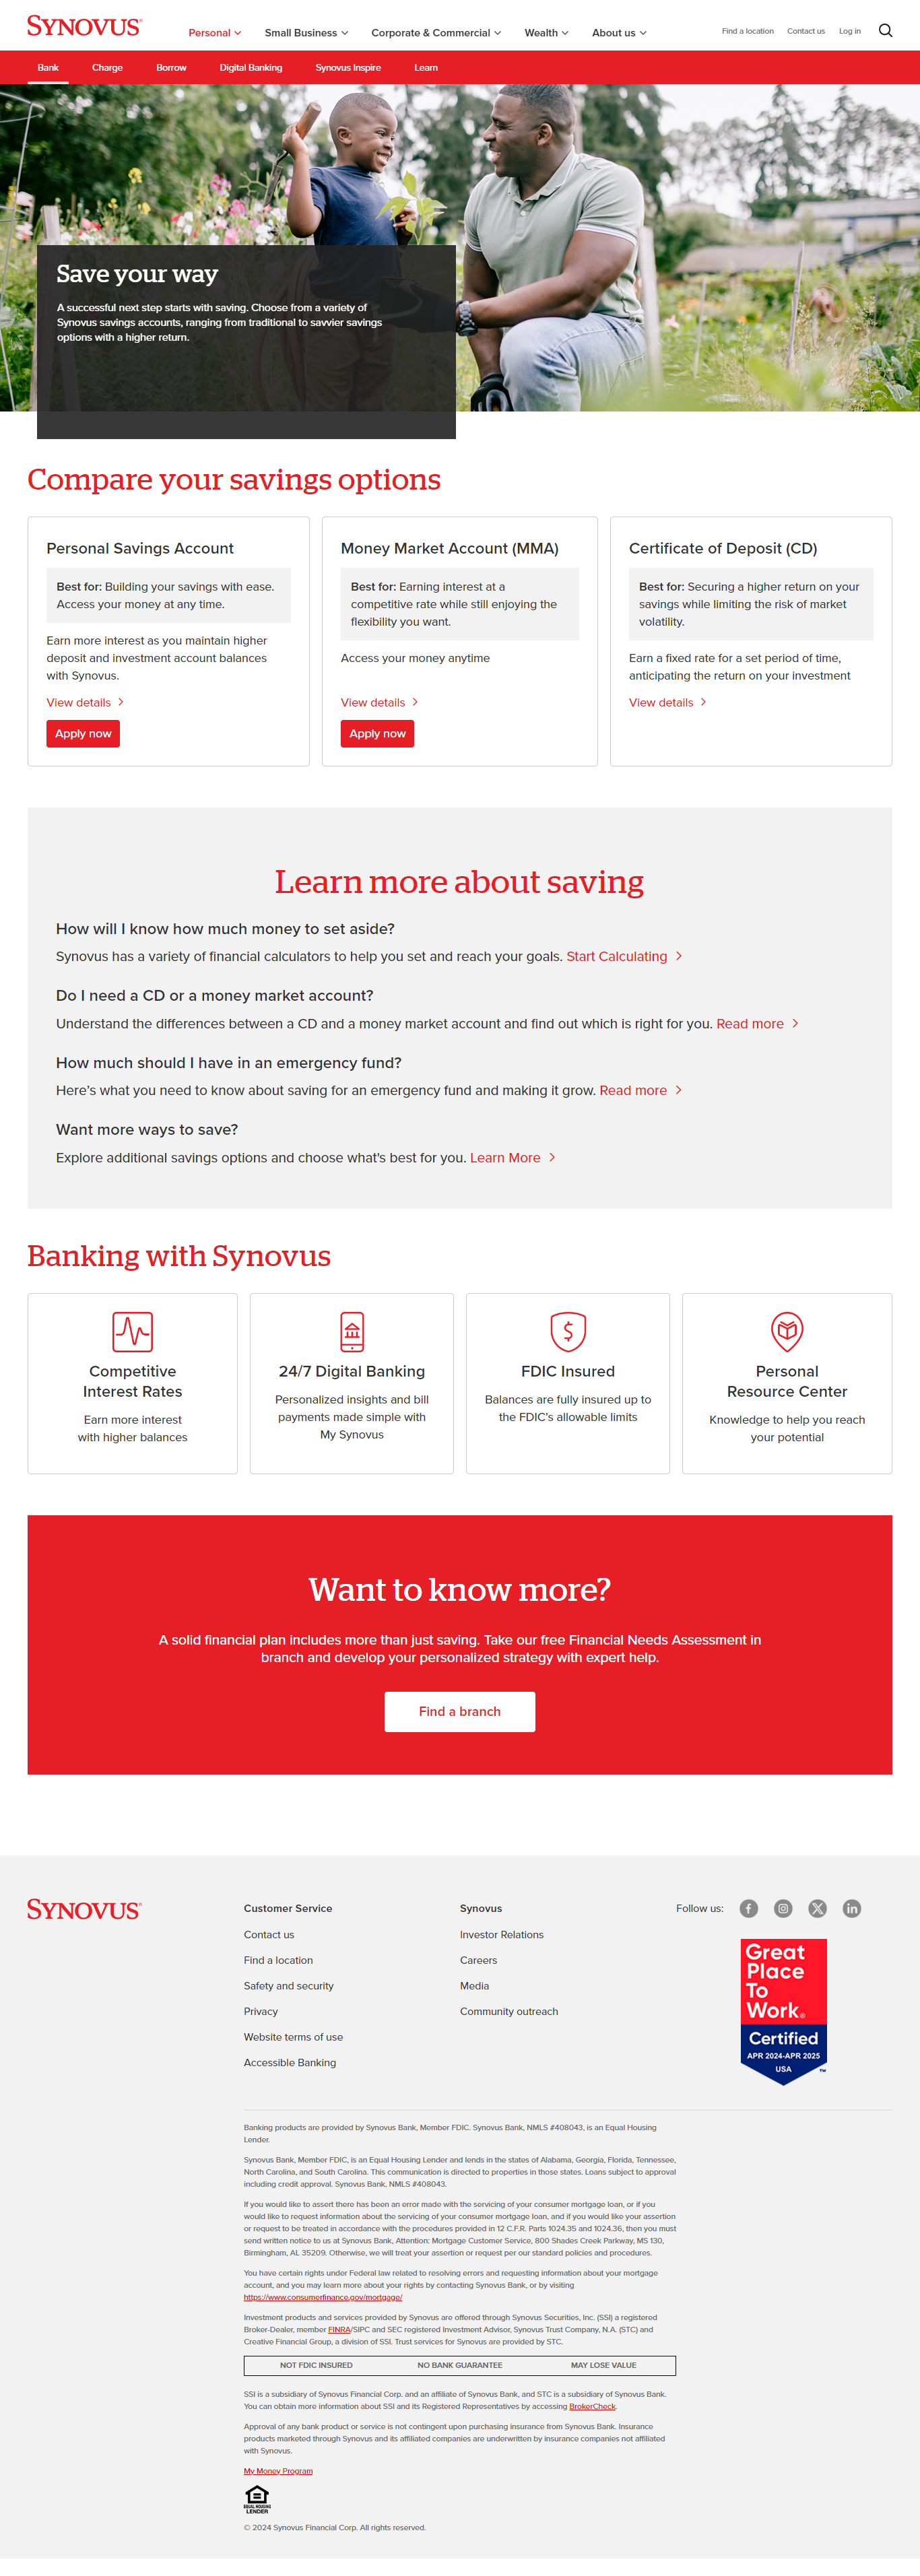 SYNOVUS®
Personal
Small Business
Corporate & Commercial
Wealth
About us
Find a location
Contact us
Log in
Bank
Charge
Borrow
Digital Banking
Synovus Inspire
Learn
Save your way
A successful next step starts with saving. Choose from a variety of
Synovus savings accounts, ranging from traditional to savvier savings
options with a higher return.
Compare your savings options
Personal Savings Account
Best for: Building your savings with ease.
Access your money at any time.
Earn more interest as you maintain higher
deposit and investment account balances
with Synovus.
View details
Apply now
Money Market Account (MMA)
Best for: Earning interest at a
competitive rate while still enjoying the
flexibility you want.
Access your money anytime
View details
Apply now
Certificate of Deposit (CD)
Best for: Securing a higher return on your
savings while limiting the risk of market
volatility.
Earn a fixed rate for a set period of time,
anticipating the return on your investment
View details
Learn more about saving
How will I know how much money to set aside?
Synovus has a variety of financial calculators to help you set and reach your goals. Start Calculating
Do I need a CD or a money market account?
Understand the differences between a CD and a money market account and find out which is right for you. Read more
How much should I have in an emergency fund?
Here's what you need to know about saving for an emergency fund and making it grow. Read more
Want more ways to save?
Explore additional savings options and choose what's best for you. Learn More
Banking with Synovus
Competitive
Interest Rates
Earn more interest
with higher balances
24/7 Digital Banking
Personalized insights and bill
payments made simple with
My Synovus
FDIC Insured
Balances are fully insured up to
the FDIC's allowable limits
Personal
Resource Center
Knowledge to help you reach
your potential
Want to know more?
A solid financial plan includes more than just saving. Take our free Financial Needs Assessment in
branch and develop your personalized strategy with expert help.
Find a branch
SYNOVUS®
Customer Service
Contact us
Find a location
Safety and security
Privacy
Website terms of use
Accessible Banking
Synovus
Investor Relations
Careers
Media
Community outreach
Follow us:
Great
Place
To
Work®
Certified
APR 2024-APR 2025
USA
™
Banking products are provided by Synovus Bank, Member FDIC. Synovus Bank, NMLS #408043, is an Equal Housing
Lender.
Synovus Bank, Member FDIC, is an Equal Housing Lender and lends in the states of Alabama, Georgia, Florida, Tennessee,
North Carolina, and South Carolina. This communication is directed to properties in those states. Loans subject to approval
including credit approval. Synovus Bank, NMLS #408043.
If you would like to assert there has been an error made with the servicing of your consumer mortgage loan, or if you
would like to request information about the servicing of your consumer mortgage loan, and if you would like your assertion
or request to be treated in accordance with the procedures provided in 12 C.F.R. Parts 1024.35 and 1024.36, then you must
send written notice to us at Synovus Bank, Attention: Mortgage Customer Service, 800 Shades Creek Parkway, MS 130,
Birmingham, AL 35209. Otherwise, we will treat your assertion or request per our standard policies and procedures.
You have certain rights under Federal law related to resolving errors and requesting information about your mortgage
account, and you may learn more about your rights by contacting Synovus Bank, or by visiting
https://www.consumerfinance.gov/mortgage/
Investment products and services provided by Synovus are offered through Synovus Securities, Inc. (SSI) a registered
Broker-Dealer, member FINRA/SIPC and SEC registered Investment Advisor, Synovus Trust Company, N.A. (STC) and
Creative Financial Group, a division of SSI. Trust services for Synovus are provided by STC.
NOT FDIC INSURED
NO BANK GUARANTEE
MAY LOSE VALUE
SSI is a subsidiary of Synovus Financial Corp. and an affiliate of Synovus Bank, and STC is a subsidiary of Synovus Bank.
You can obtain more information about SSI and its Registered Representatives by accessing BrokerCheck.
Approval of any bank product or service is not contingent upon purchasing insurance from Synovus Bank. Insurance
products marketed through Synovus and its affiliated companies are underwritten by insurance companies not affiliated
with Synovus.
My Money Program
EQUAL HOUSING
LENDER
© 2024 Synovus Financial Corp. All rights reserved.